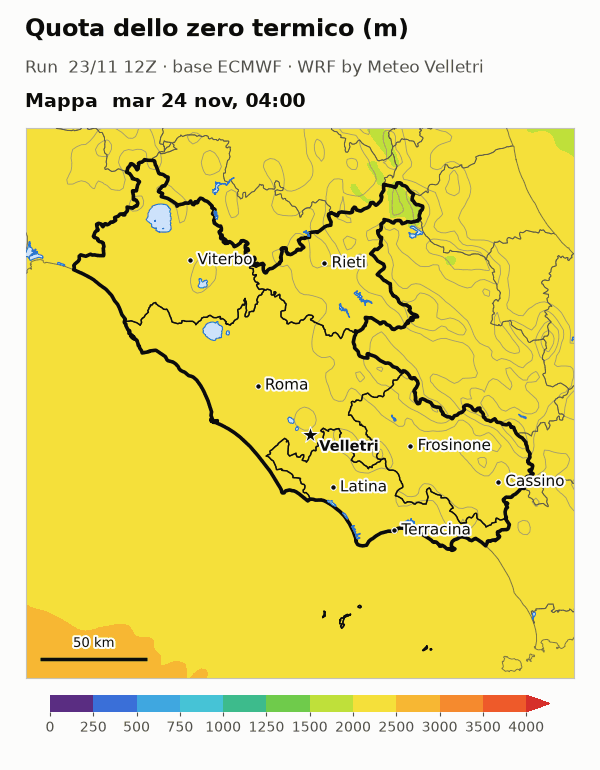 Quota dello zero termico (m)
Run 23/11 12Z · base ECMWF · WRF by Meteo Velletri
Mappa mar 24 nov, 04:00
Viterbo
Rieti
Roma
Velletri
Frosinone
Latina
Cassino
Terracina
50 km
0 250 500 750 1000 1250 1500 2000 2500 3000 3500 4000